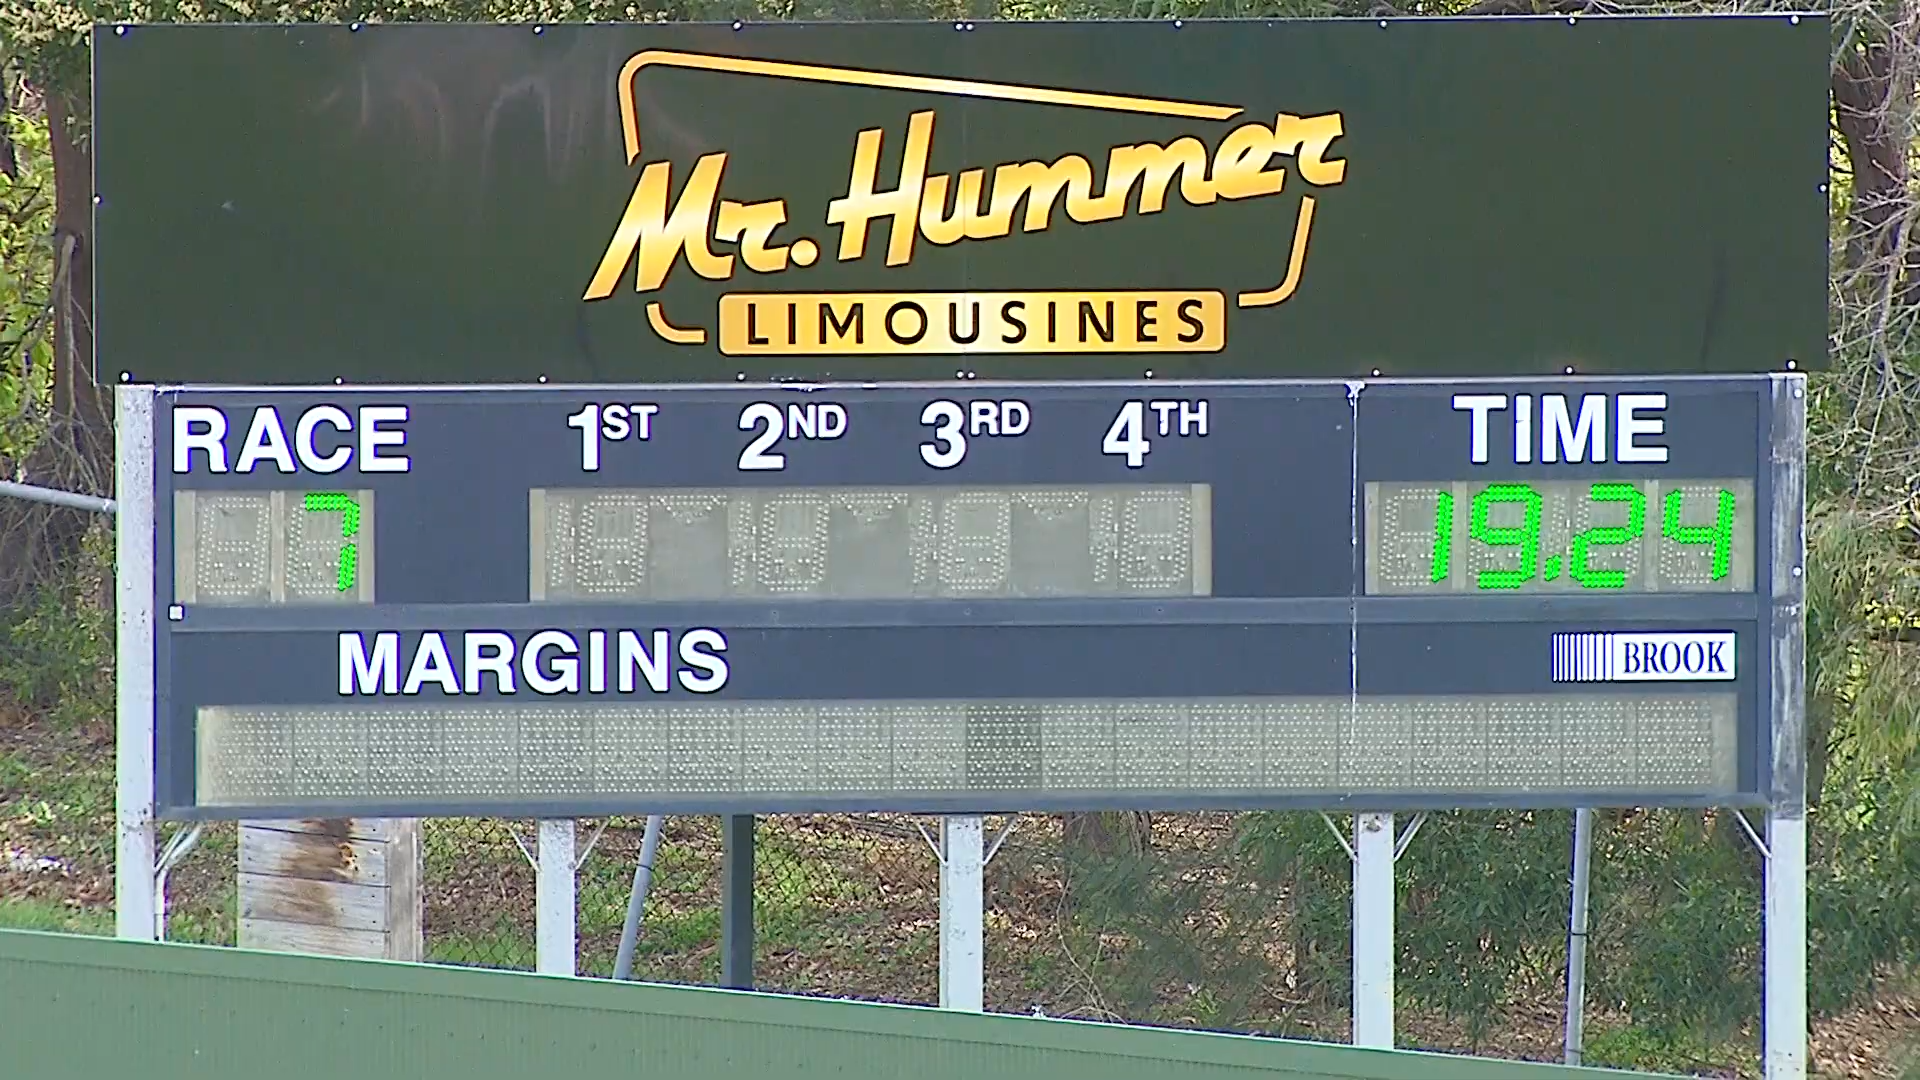 Mr. Hummer
LIMOUSINES
RACE 1ST 2ND 3RD 4TH TIME
7 19.24
MARGINS
BROOK